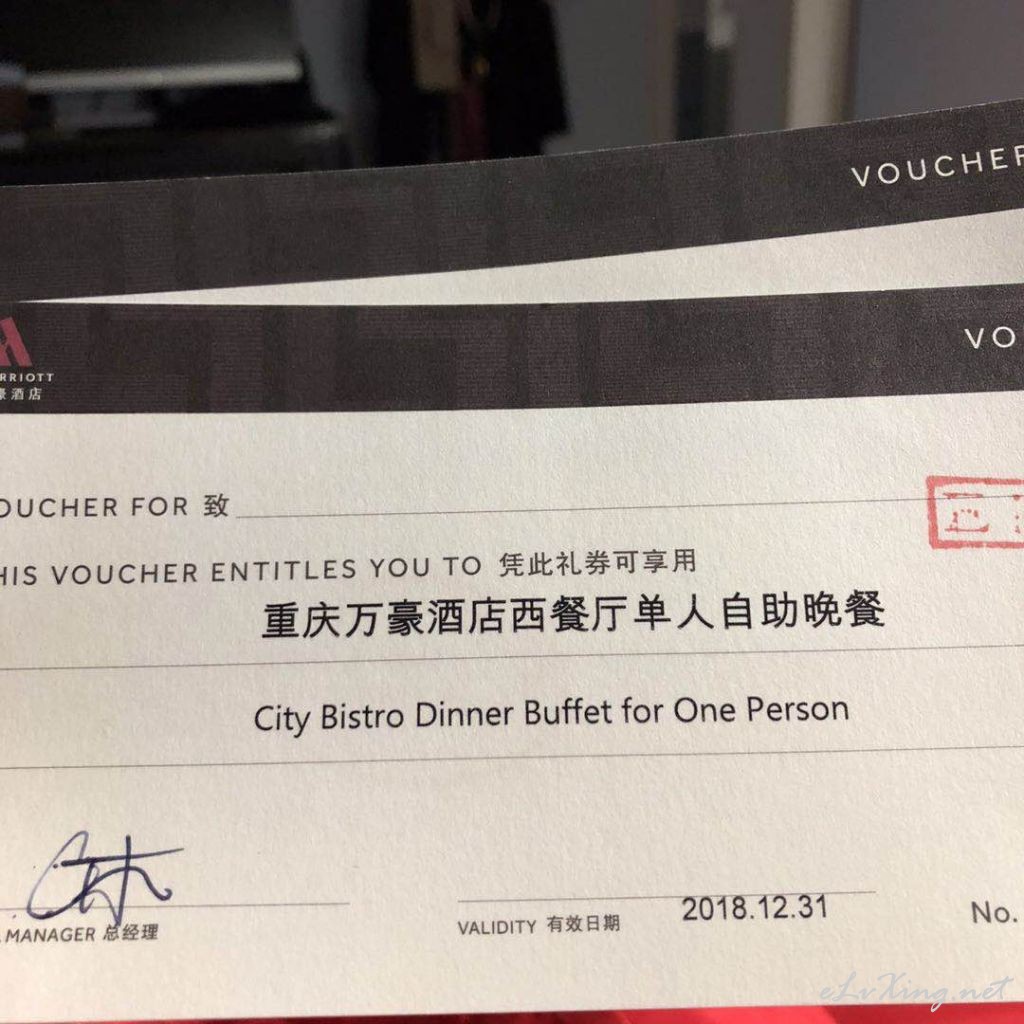 VOUCHER
VO
RRIOTT
豪酒店
OUCHER FOR 致
HIS VOUCHER ENTITLES YOU TO 凭此礼券可享用
重庆万豪酒店西餐厅单人自助晚餐
City Bistro Dinner Buffet for One Person
MANAGER 总经理
VALIDITY 有效日期 2018.12.31
No.
eLvXing.net